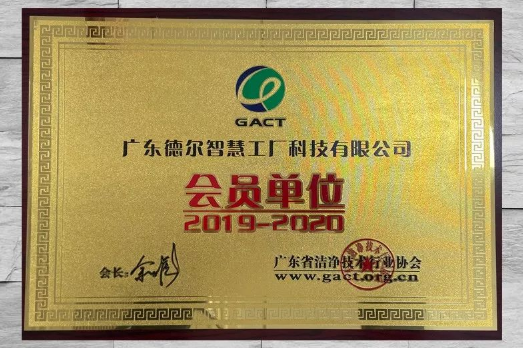 GACT
广东德尔智慧工厂科技有限公司
会员单位
2019-2020
会长:
广东省洁净技术行业协会
www.gact.org.cn